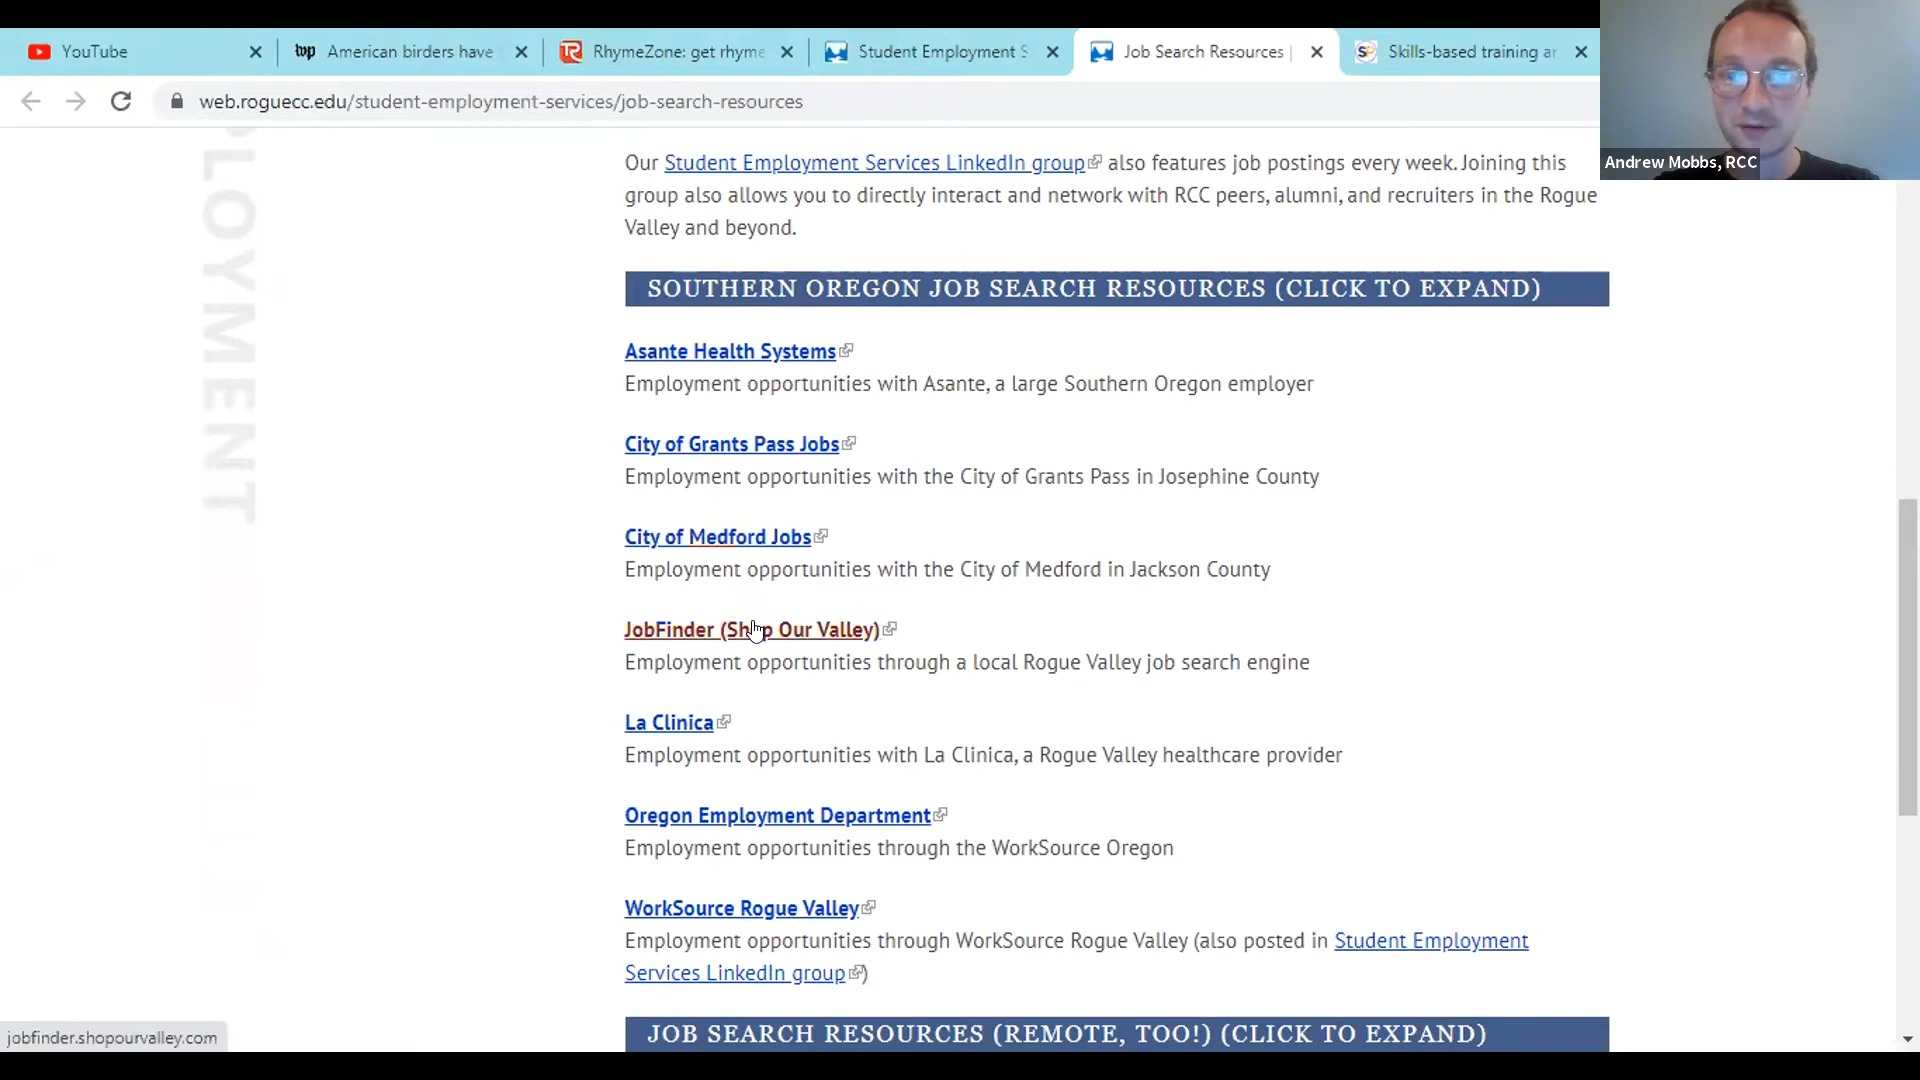 YouTube
American birders have
RhymeZone: get rhyme
Student Employment S
Job Search Resources |
Skills-based training ar
web.roguecc.edu/student-employment-services/job-search-resources
Andrew Mobbs, RCC
PLOYMENT
Our Student Employment Services LinkedIn group also features job postings every week. Joining this
group also allows you to directly interact and network with RCC peers, alumni, and recruiters in the Rogue
Valley and beyond.
SOUTHERN OREGON JOB SEARCH RESOURCES (CLICK TO EXPAND)
Asante Health Systems
Employment opportunities with Asante, a large Southern Oregon employer
City of Grants Pass Jobs
Employment opportunities with the City of Grants Pass in Josephine County
City of Medford Jobs
Employment opportunities with the City of Medford in Jackson County
JobFinder (Shop Our Valley)
Employment opportunities through a local Rogue Valley job search engine
La Clinica
Employment opportunities with La Clinica, a Rogue Valley healthcare provider
Oregon Employment Department
Employment opportunities through the WorkSource Oregon
WorkSource Rogue Valley
Employment opportunities through WorkSource Rogue Valley (also posted in Student Employment
Services LinkedIn group)
JOB SEARCH RESOURCES (REMOTE, TOO!) (CLICK TO EXPAND)
jobfinder.shopourvalley.com